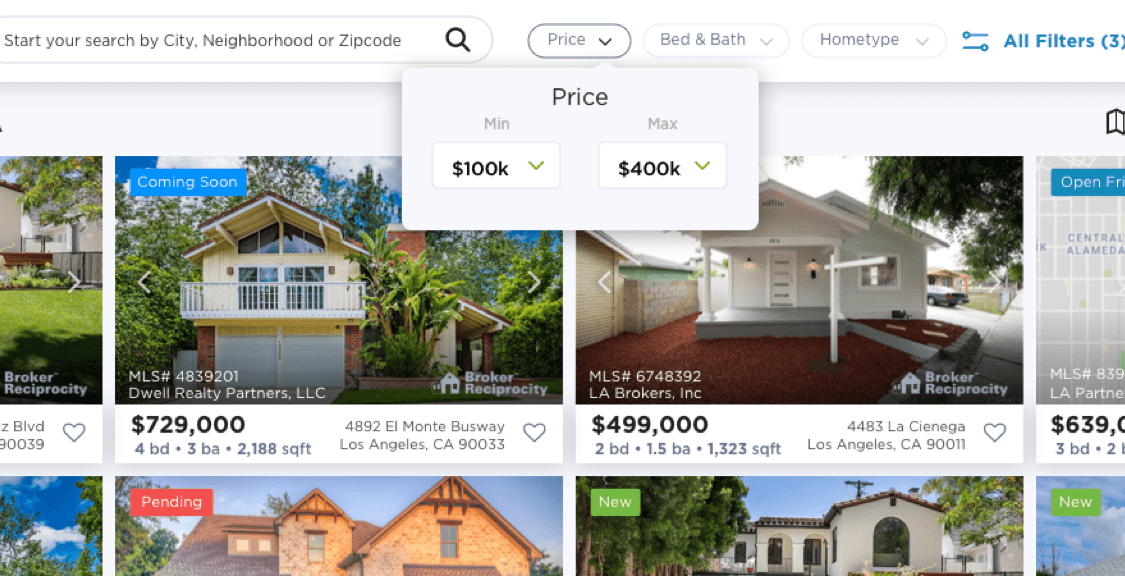 Start your search by City, Neighborhood or Zipcode
Price
Bed & Bath
Hometype
All Filters (3)
Price
Min
Max
$100k
$400k
Coming Soon
Open Fri
CENTRAL
ALAMEDA
Broker
Reciprocity
MLS# 4839201
Dwell Realty Partners, LLC
Broker
Reciprocity
MLS# 6748392
LA Brokers, Inc
Broker
Reciprocity
MLS# 839
LA Partne
z Blvd
90039
$729,000
4 bd • 3 ba • 2,188 sqft
4892 El Monte Busway
Los Angeles, CA 90033
$499,000
2 bd • 1.5 ba • 1,323 sqft
4483 La Cienega
Los Angeles, CA 90011
$639,0
3 bd • 2 b
Pending
New
New